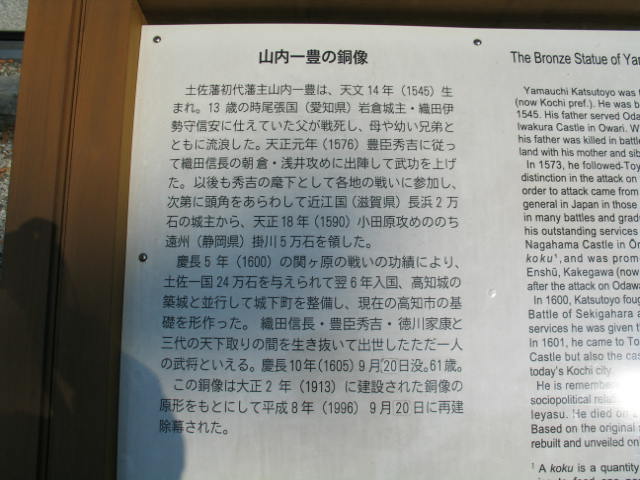 山内一豊の銅像
土佐藩初代藩主山内一豊は、天文14年（1545）生
まれ。13歳の時尾張国（愛知県）岩倉城主・織田伊
勢守信安に仕えていた父が戦死し、母や幼い兄弟と
ともに流浪した。天正元年（1576）豊臣秀吉に従っ
て織田信長の朝倉・浅井攻めに出陣して武功を上げ
た。以後も秀吉の麾下として各地の戦いに参加し、
次第に頭角をあらわして近江国（滋賀県）長浜2万
石の城主から、天正18年（1590）小田原攻めののち
遠州（静岡県）掛川5万石を領した。
慶長5年（1600）の関ヶ原の戦いの功績により、
土佐一国24万石を与えられて翌6年入国、高知城の
築城と並行して城下町を整備し、現在の高知市の基
礎を形作った。織田信長・豊臣秀吉・徳川家康と
三代の天下取りの間を生き抜いて出世したただ一人
の武将といえる。慶長10年（1605）9月20日没。61歳。
この銅像は大正2年（1913）に建設された銅像の
原形をもとにして平成8年（1996）9月20日に再建
除幕された。
The Bronze Statue of Yam
Yamauchi Katsutoyo was
(now Kochi pref.). He was b
1545. His father served Oda
Iwakura Castle in Owari. W
his father was killed in battle
land with his mother and sib
In 1573, he followed Toy
distinction in the attack on
order to attack came from
general in Japan in those
in many battles and grad
his outstanding services
Nagahama Castle in Ōm
koku¹, and was prom
Enshū, Kakegawa (now
after the attack on Odaw
In 1600, Katsutoyo foug
Battle of Sekigahara a
services he was given t
In 1601, he came to To
Castle but also the cas
today's Kochi city.
He is remember
sociopolitical rela
Ieyasu. He died on
Based on the original
rebuilt and unveiled on
¹ A koku is a quantity